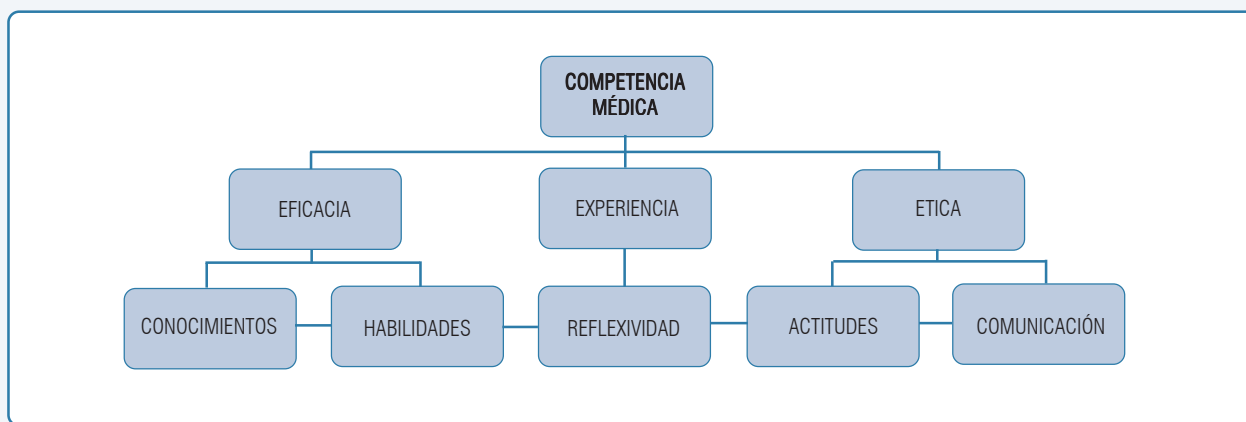 COMPETENCIA
MÉDICA
EFICACIA
EXPERIENCIA
ETICA
CONOCIMIENTOS
HABILIDADES
REFLEXIVIDAD
ACTITUDES
COMUNICACIÓN